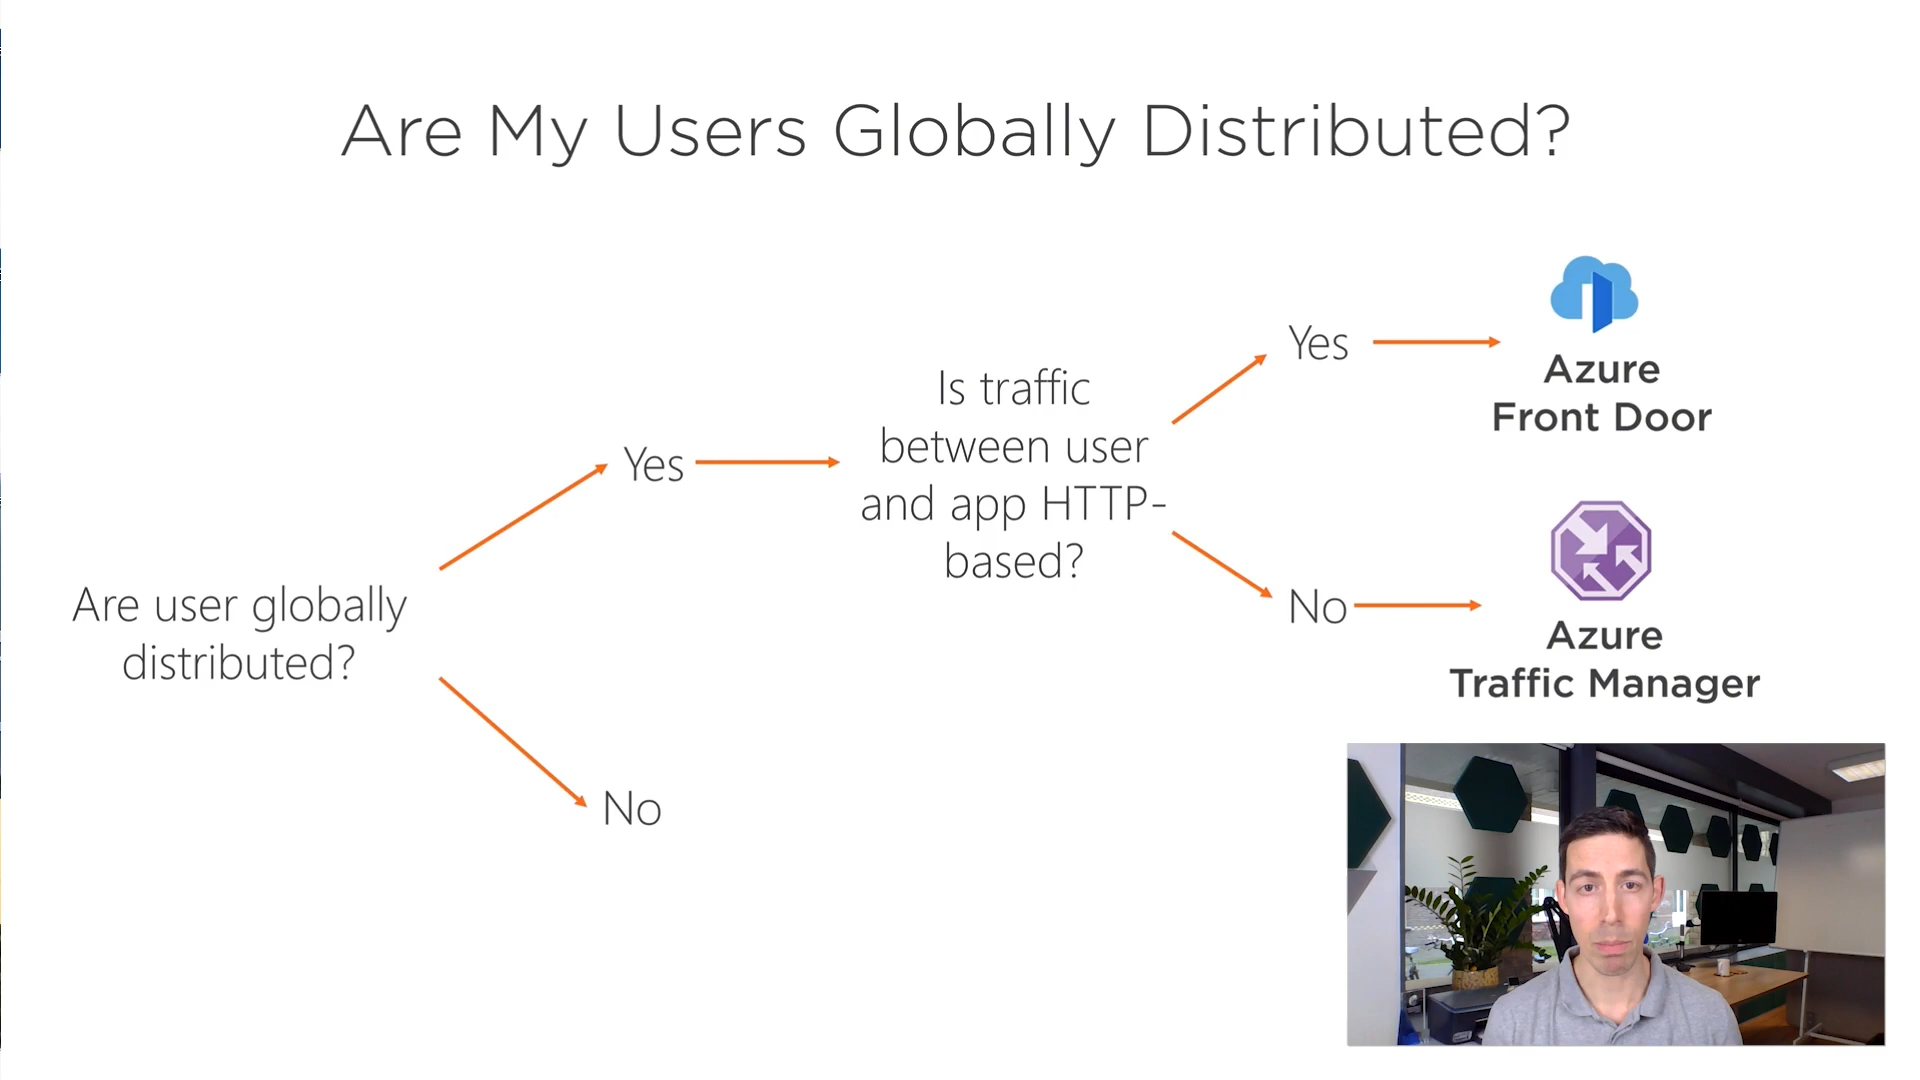 Are My Users Globally Distributed?
Yes
Azure
Front Door
Is traffic
between user
and app HTTP-
based?
Yes
Are user globally
distributed?
No
Azure
Traffic Manager
No